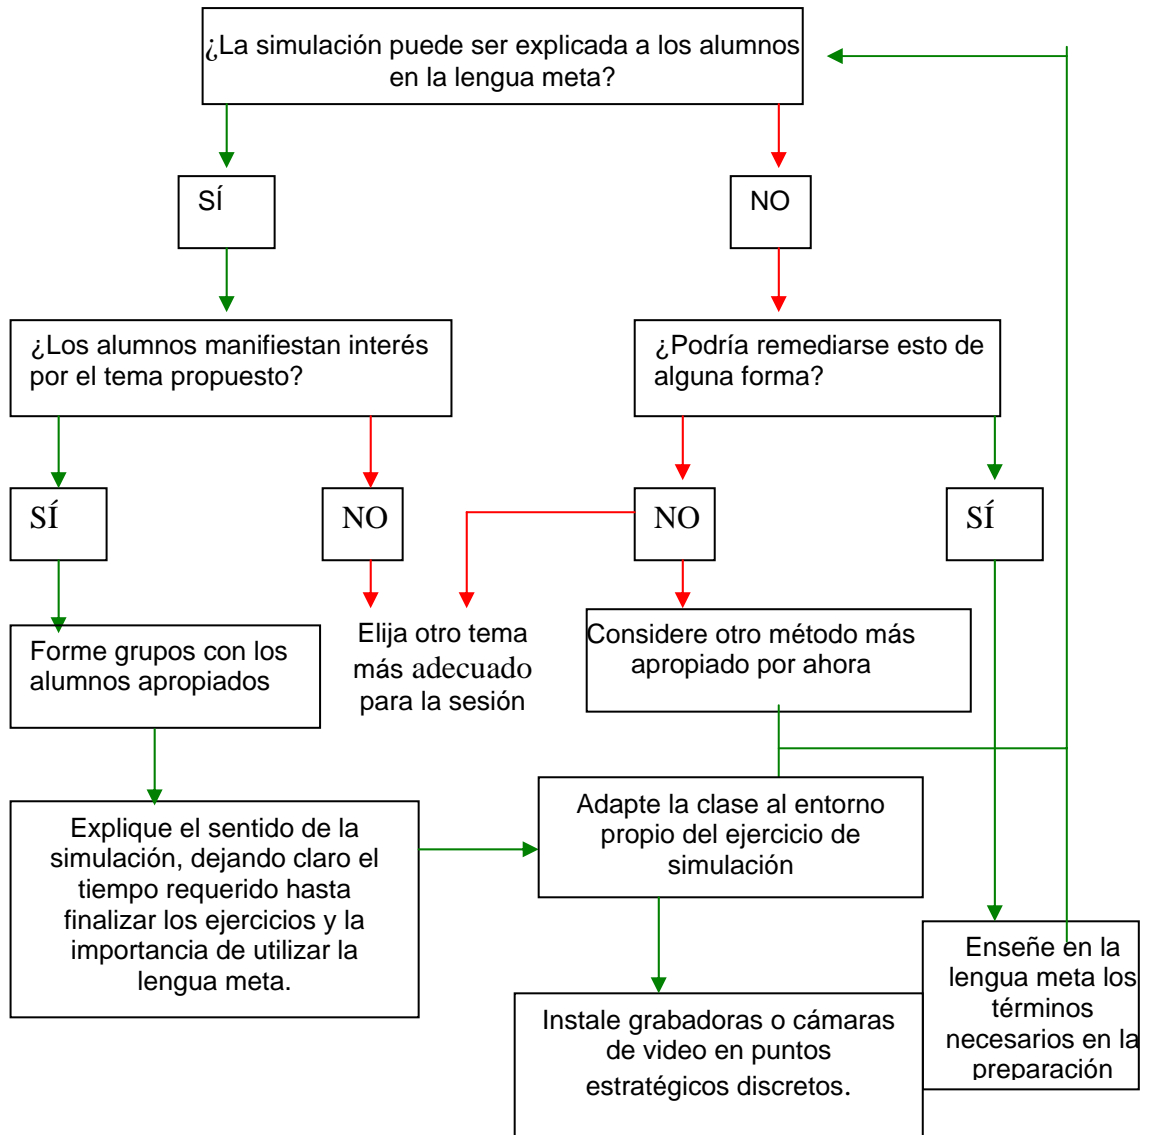 ¿La simulación puede ser explicada a los alumnos
en la lengua meta?
SÍ
NO
¿Los alumnos manifiestan interés
por el tema propuesto?
¿Podría remediarse esto de
alguna forma?
SÍ
NO
NO
SÍ
Forme grupos con los
alumnos apropiados
Elija otro tema
más adecuado
para la sesión
Considere otro método más
apropiado por ahora
Explique el sentido de la
simulación, dejando claro el
tiempo requerido hasta
finalizar los ejercicios y la
importancia de utilizar la
lengua meta.
Adapte la clase al entorno
propio del ejercicio de
simulación
Instale grabadoras o cámaras
de video en puntos
estratégicos discretos.
Enseñe en la
lengua meta los
términos
necesarios en la
preparación